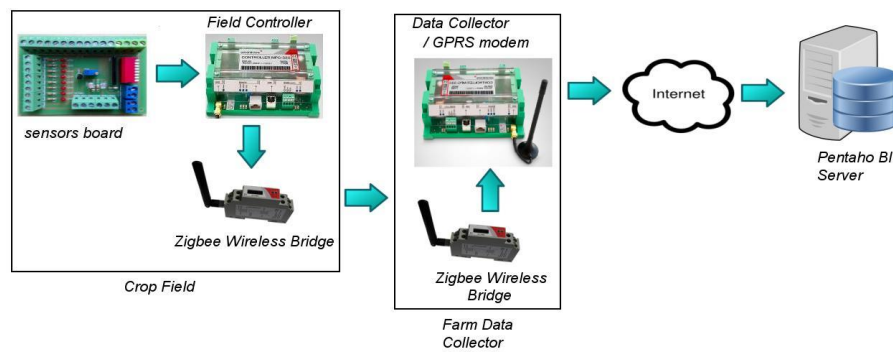 Field Controller
sensors board
Zigbee Wireless Bridge
Crop Field
Data Collector
/ GPRS modem
Zigbee Wireless
Bridge
Farm Data
Collector
Internet
Pentaho BI
Server